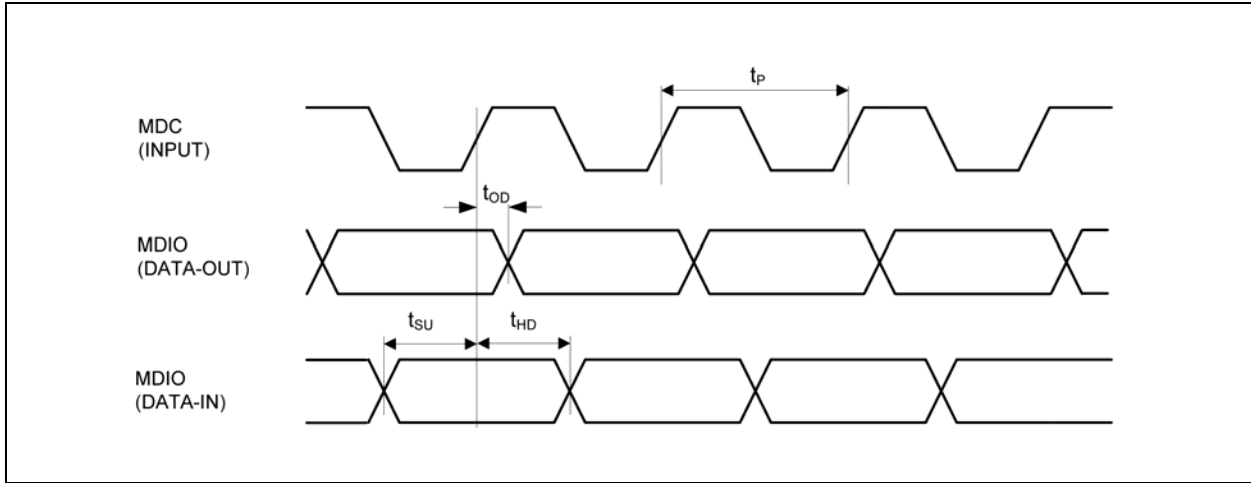 tP
MDC
(INPUT)
tOD
MDIO
(DATA-OUT)
tSU
tHD
MDIO
(DATA-IN)